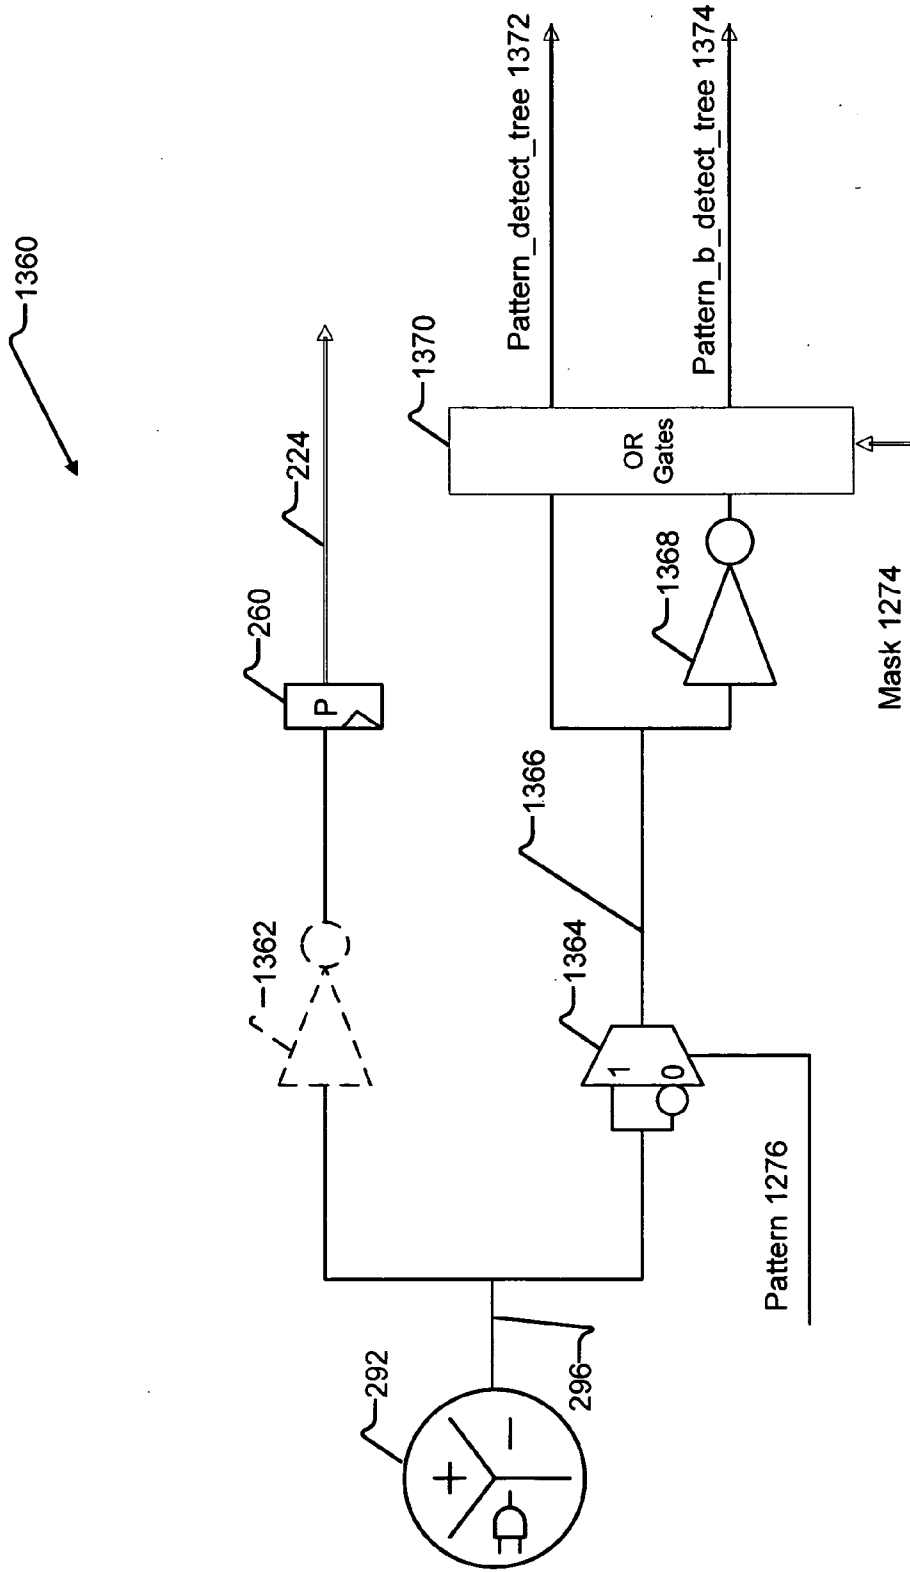 1360
224
260
P
1362
292
+
−
296
1370
Pattern_detect_tree 1372
OR
Gates
Pattern_b_detect_tree 1374
1368
1366
1364
1
0
Pattern 1276
Mask 1274